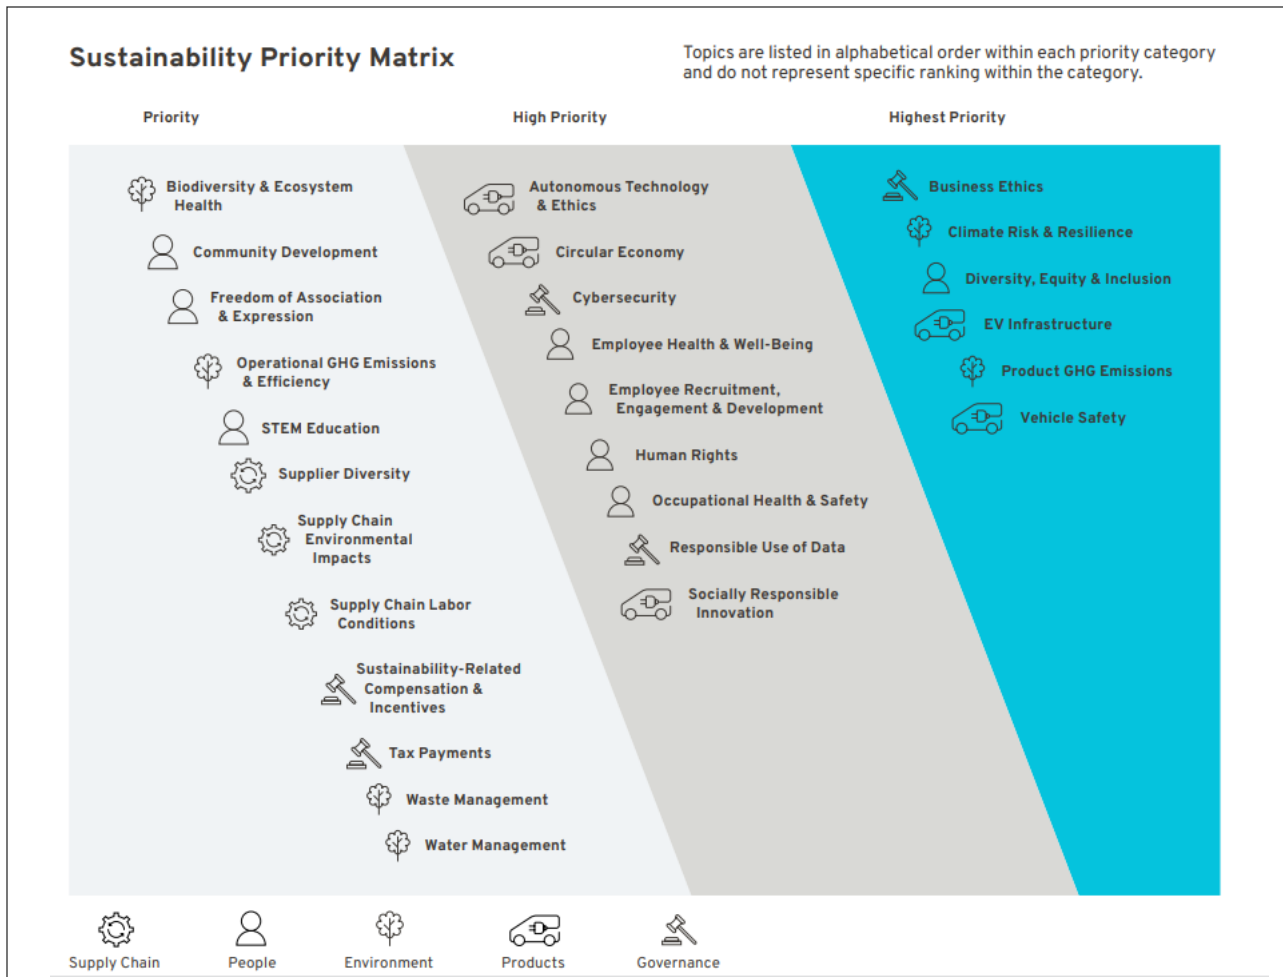 Sustainability Priority Matrix
Topics are listed in alphabetical order within each priority category
and do not represent specific ranking within the category.
Priority
High Priority
Highest Priority
Biodiversity & Ecosystem
Health
Community Development
Freedom of Association
& Expression
Operational GHG Emissions
& Efficiency
STEM Education
Supplier Diversity
Supply Chain
Environmental
Impacts
Supply Chain Labor
Conditions
Sustainability-Related
Compensation &
Incentives
Tax Payments
Waste Management
Water Management
Autonomous Technology
& Ethics
Circular Economy
Cybersecurity
Employee Health & Well-Being
Employee Recruitment,
Engagement & Development
Human Rights
Occupational Health & Safety
Responsible Use of Data
Socially Responsible
Innovation
Business Ethics
Climate Risk & Resilience
Diversity, Equity & Inclusion
EV Infrastructure
Product GHG Emissions
Vehicle Safety
Supply Chain
People
Environment
Products
Governance